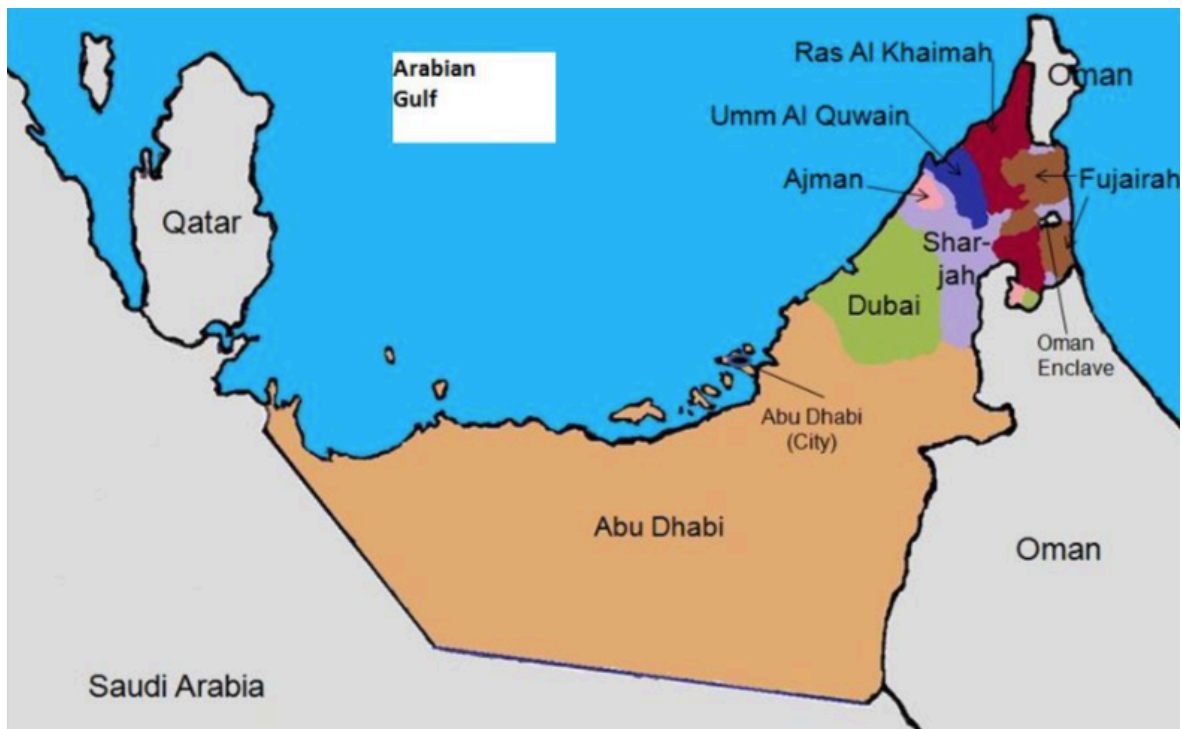 Arabian
Gulf
Ras Al Khaimah
Oman
Umm Al Quwain
Ajman
Fujairah
Qatar
Shar-
jah
Dubai
Oman
Enclave
Abu Dhabi
(City)
Abu Dhabi
Oman
Saudi Arabia